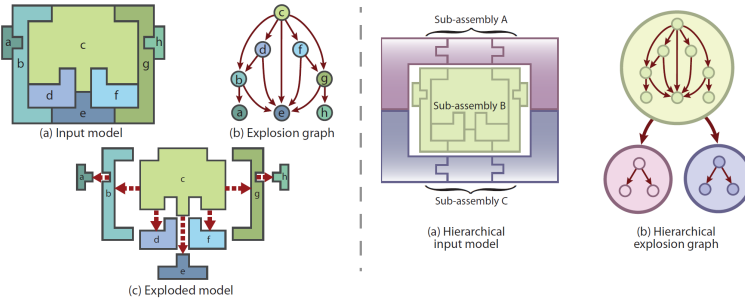 a
b
c
d
e
f
g
h
(a) Input model
c
d
f
b
g
a
e
h
(b) Explosion graph
a
b
c
g
h
d
f
e
(c) Exploded model
Sub-assembly A
Sub-assembly B
Sub-assembly C
(a) Hierarchical
input model
(b) Hierarchical
explosion graph